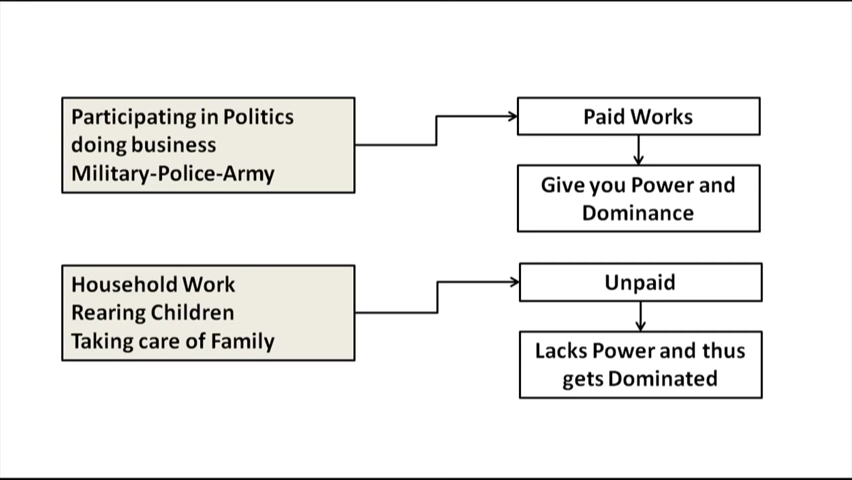 Participating in Politics
doing business
Military-Police-Army
Paid Works
Give you Power and
Dominance
Household Work
Rearing Children
Taking care of Family
Unpaid
Lacks Power and thus
gets Dominated